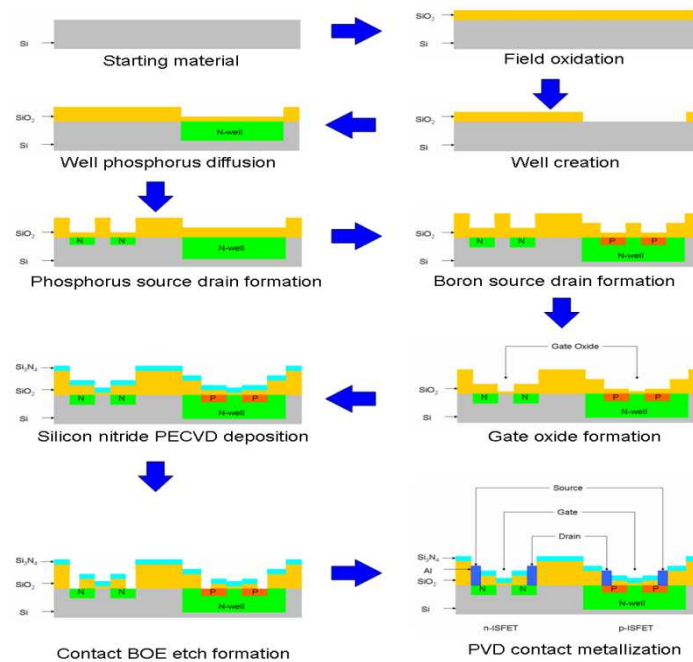 Si
Starting material
SiO2
Si
Field oxidation
SiO2
N-well
Si
Well phosphorus diffusion
SiO2
Si
Well creation
SiO2
N N
N-well
Si
Phosphorus source drain formation
SiO2
N N P P
N-well
Si
Boron source drain formation
Si3N4
SiO2
N N P P
N-well
Si
Silicon nitride PECVD deposition
Gate Oxide
SiO2
N N P P
N-well
Si
Gate oxide formation
Si3N4
SiO2
N N P P
N-well
Si
Contact BOE etch formation
Source
Gate
Drain
Si3N4
Al
SiO2
N N P P
N-well
Si
n-ISFET p-ISFET
PVD contact metallization